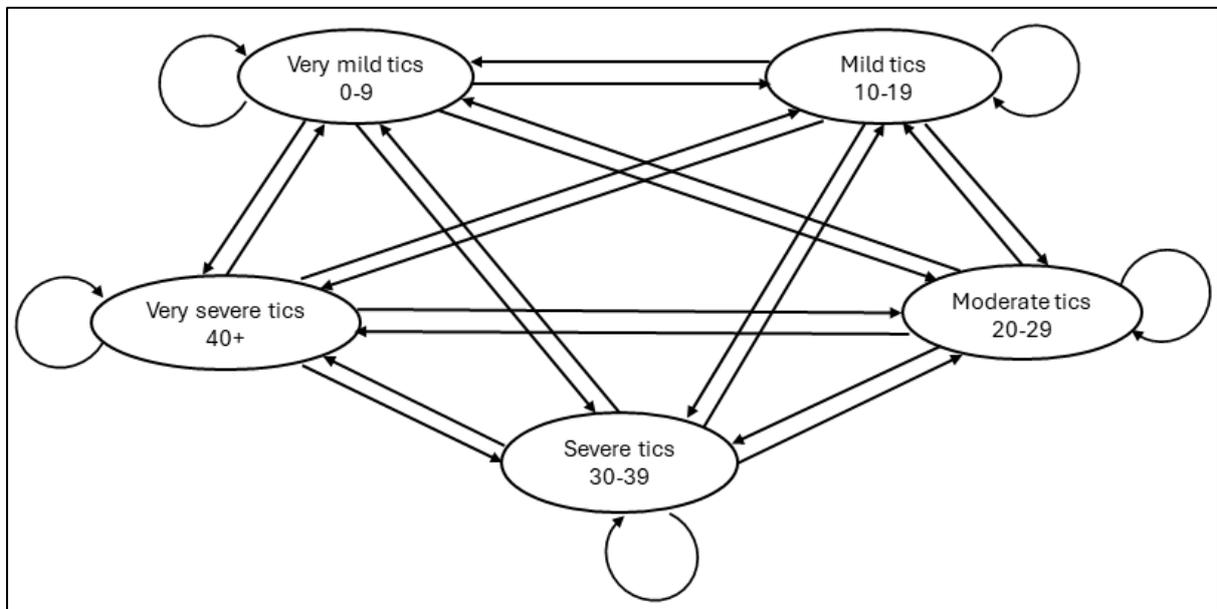 Very mild tics
0-9
Mild tics
10-19
Very severe tics
40+
Moderate tics
20-29
Severe tics
30-39